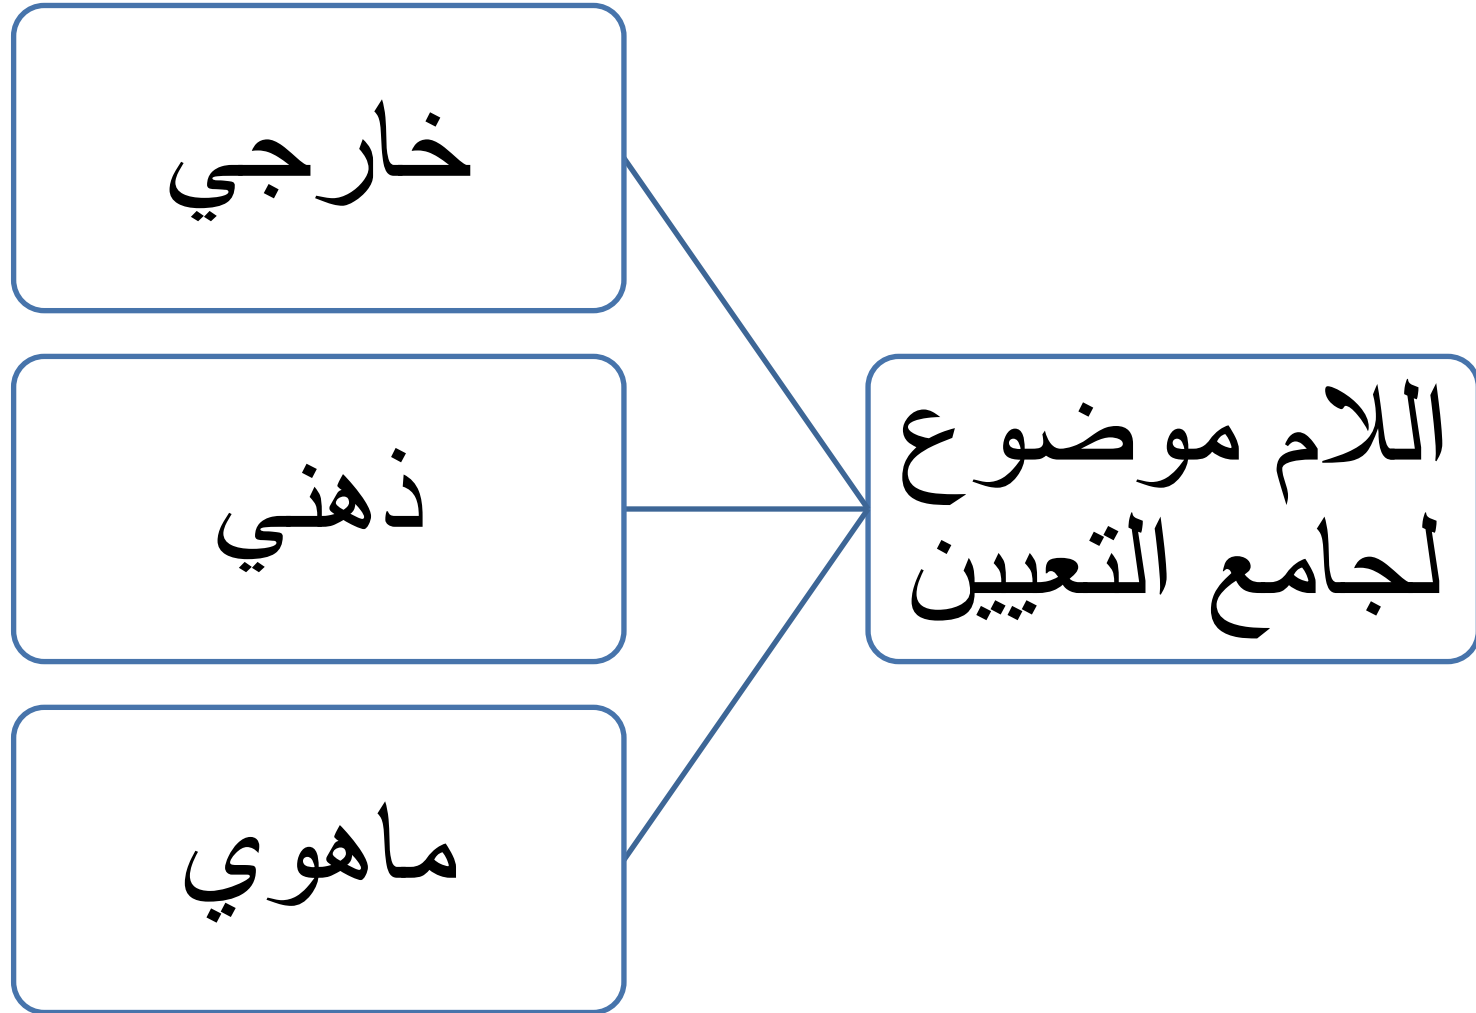 اللام موضوع
لجامع التعيين
خارجي
ذهني
ماهوي